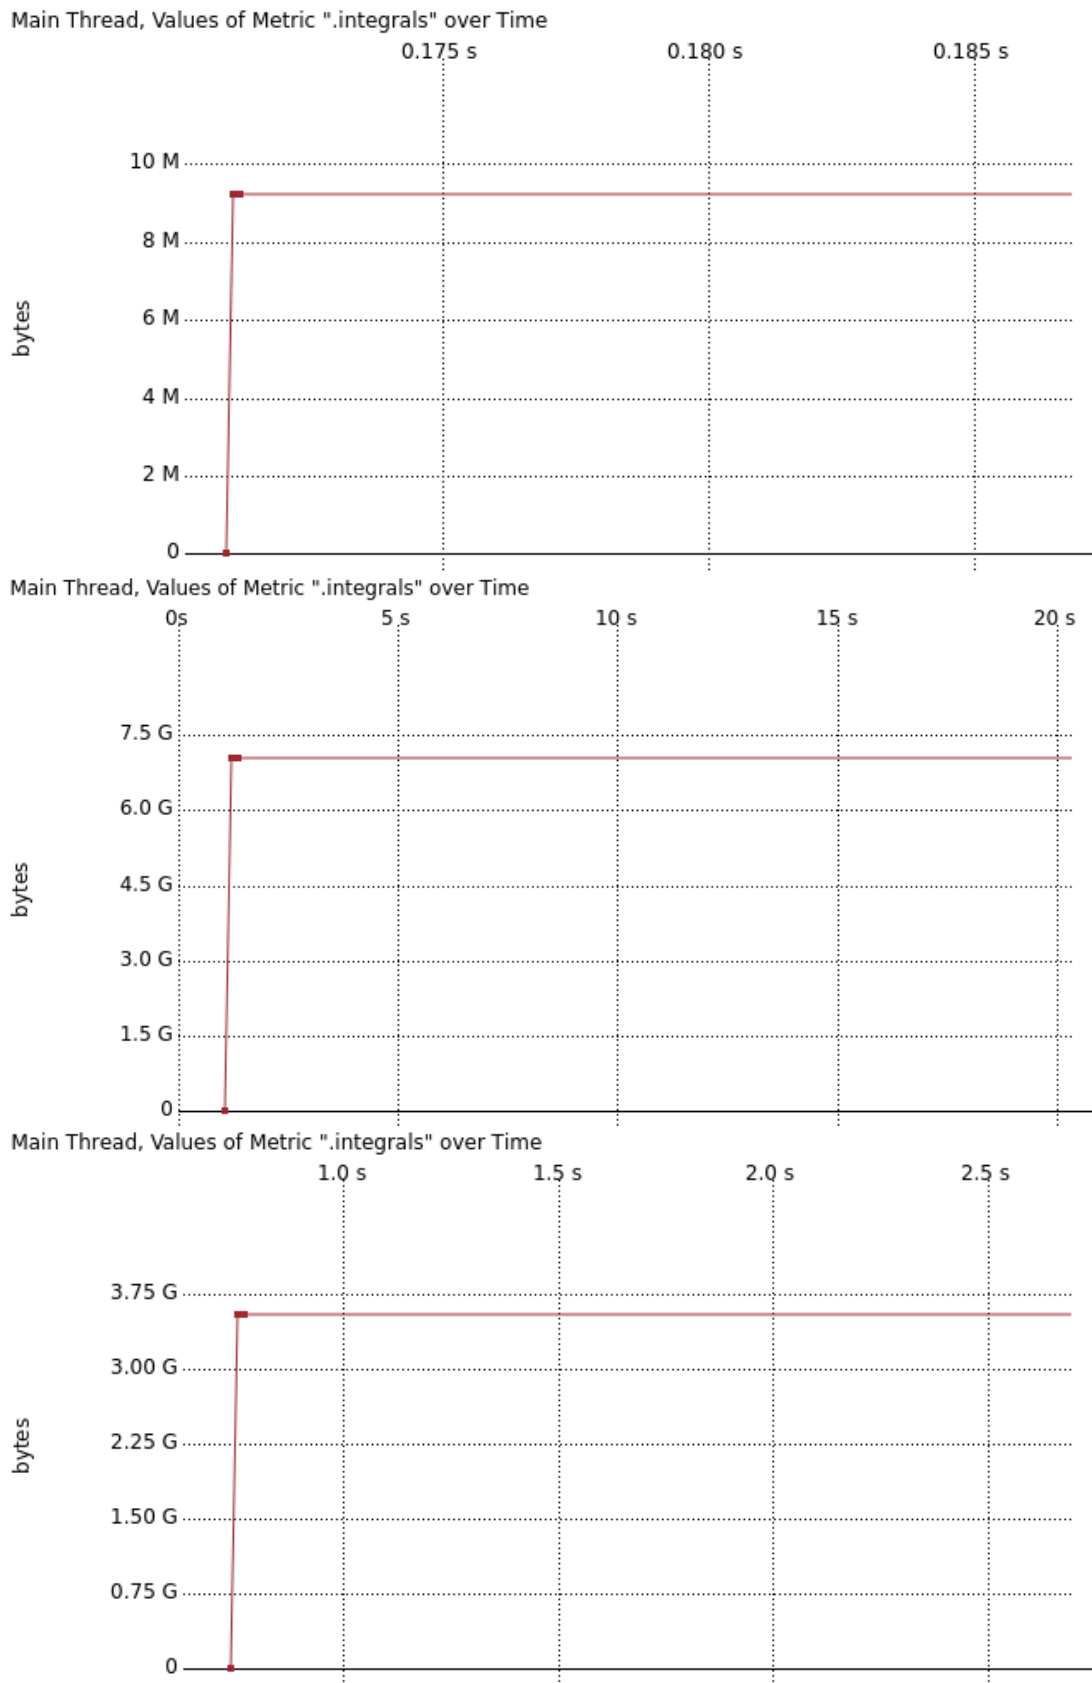 Main Thread, Values of Metric ".integrals" over Time
0.175 s 0.180 s 0.185 s
10 M
8 M
6 M
bytes
4 M
2 M
0
Main Thread, Values of Metric ".integrals" over Time
0s 5 s 10 s 15 s 20 s
7.5 G
6.0 G
4.5 G
bytes
3.0 G
1.5 G
0
Main Thread, Values of Metric ".integrals" over Time
1.0 s 1.5 s 2.0 s 2.5 s
3.75 G
3.00 G
2.25 G
bytes
1.50 G
0.75 G
0